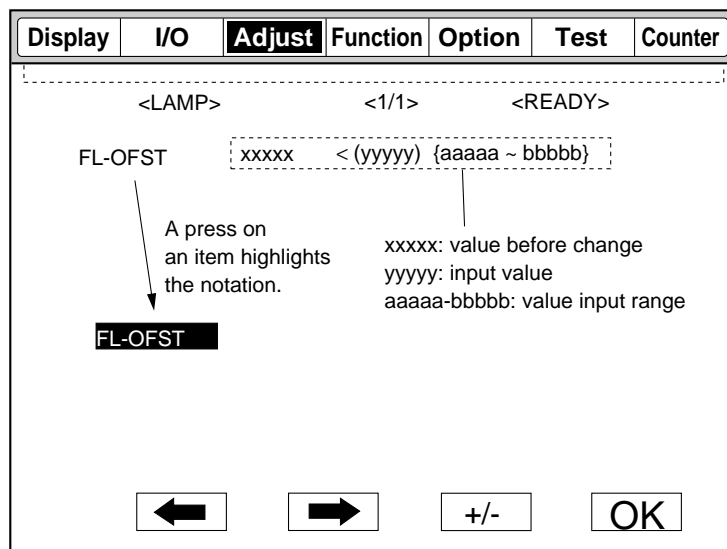 Display I/O Adjust Function Option Test Counter
<LAMP> <1/1> <READY>
FL-OFST xxxxx < (yyyyy) {aaaaa ~ bbbbb}
A press on
an item highlights
the notation.
xxxxx: value before change
yyyyy: input value
aaaaa-bbbbb: value input range
FL-OFST
+/- OK